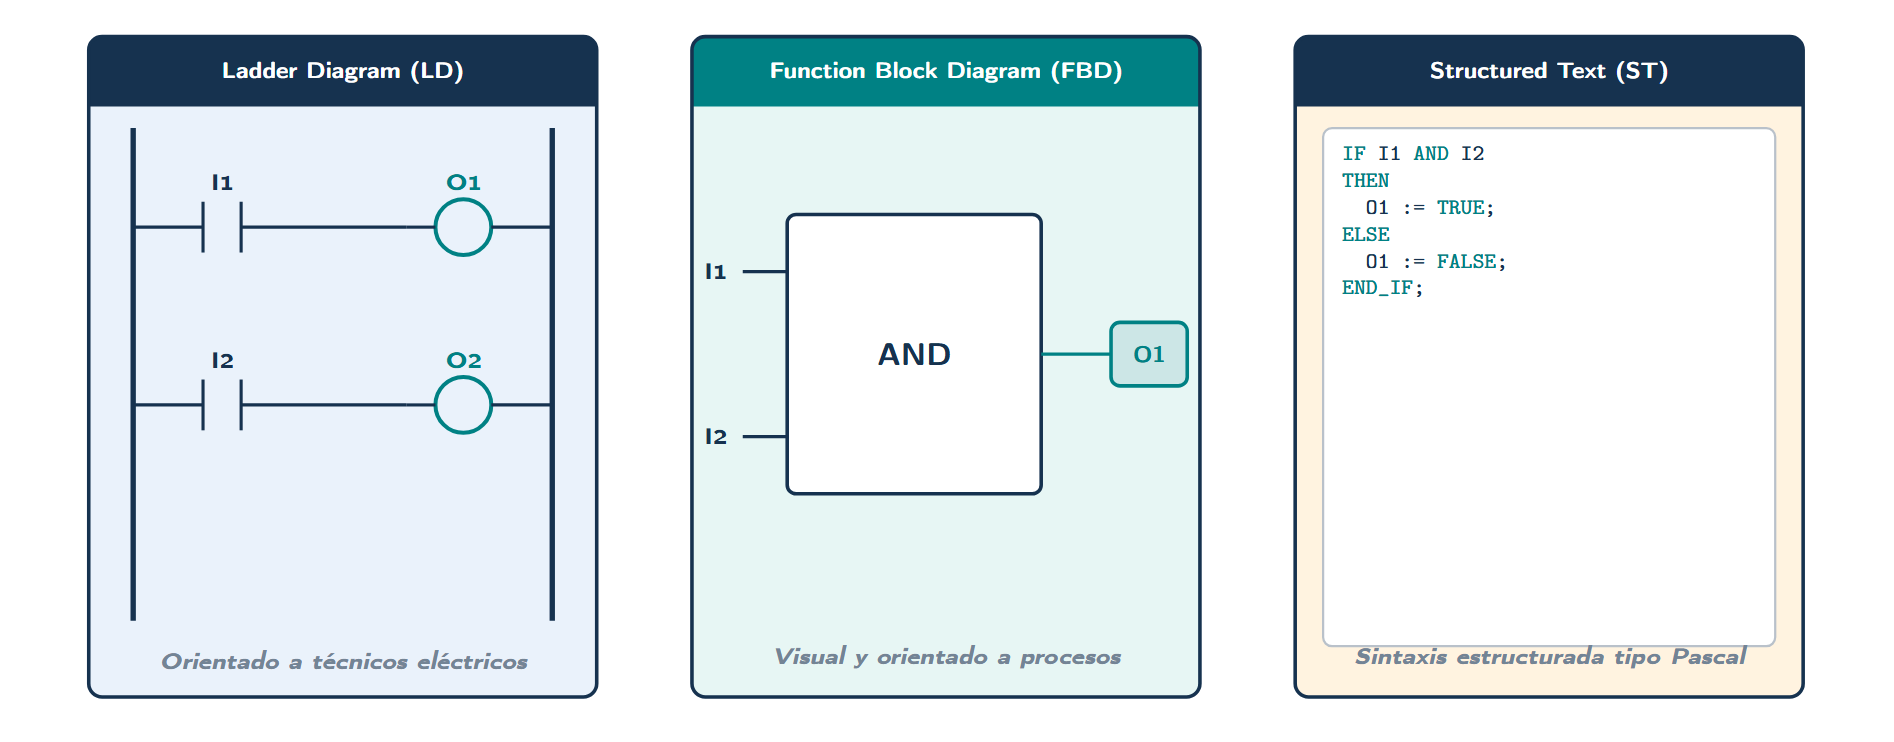 Ladder Diagram (LD)
I1
O1
I2
O2
Orientado a técnicos eléctricos
Function Block Diagram (FBD)
I1
AND
O1
I2
Visual y orientado a procesos
Structured Text (ST)
IF I1 AND I2
THEN
  O1 := TRUE;
ELSE
  O1 := FALSE;
END_IF;
Sintaxis estructurada tipo Pascal